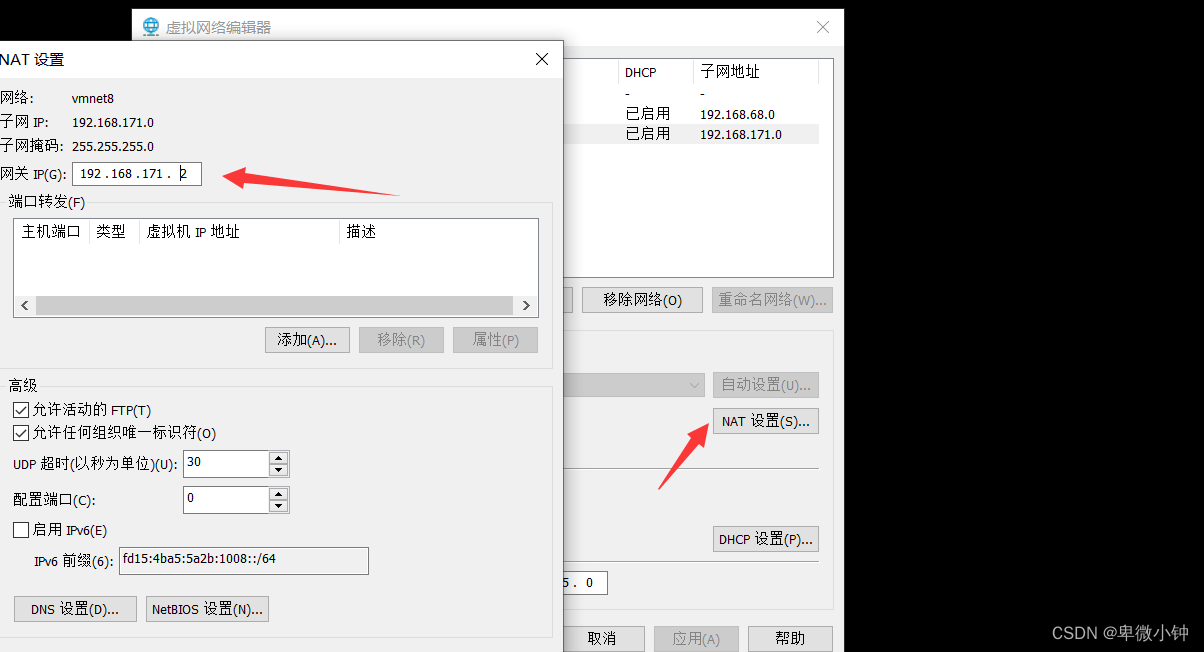 虚拟网络编辑器
NAT 设置
网络: vmnet8
子网 IP: 192.168.171.0
子网掩码: 255.255.255.0
网关 IP(G): 192 . 168 . 171 . 2
端口转发(F)
主机端口 类型 虚拟机 IP 地址 描述
添加(A)... 移除(R) 属性(P)
高级
允许活动的 FTP(T)
允许任何组织唯一标识符(O)
UDP 超时(以秒为单位)(U): 30
配置端口(C): 0
启用 IPv6(E)
IPv6 前缀(6): fd15:4ba5:5a2b:1008::/64
DNS 设置(D)... NetBIOS 设置(N)...
DHCP 子网地址
- -
已启用 192.168.68.0
已启用 192.168.171.0
移除网络(O) 重命名网络(W)...
自动设置(U)...
NAT 设置(S)...
DHCP 设置(P)...
5 . 0
取消 应用(A) 帮助
CSDN @卑微小钟